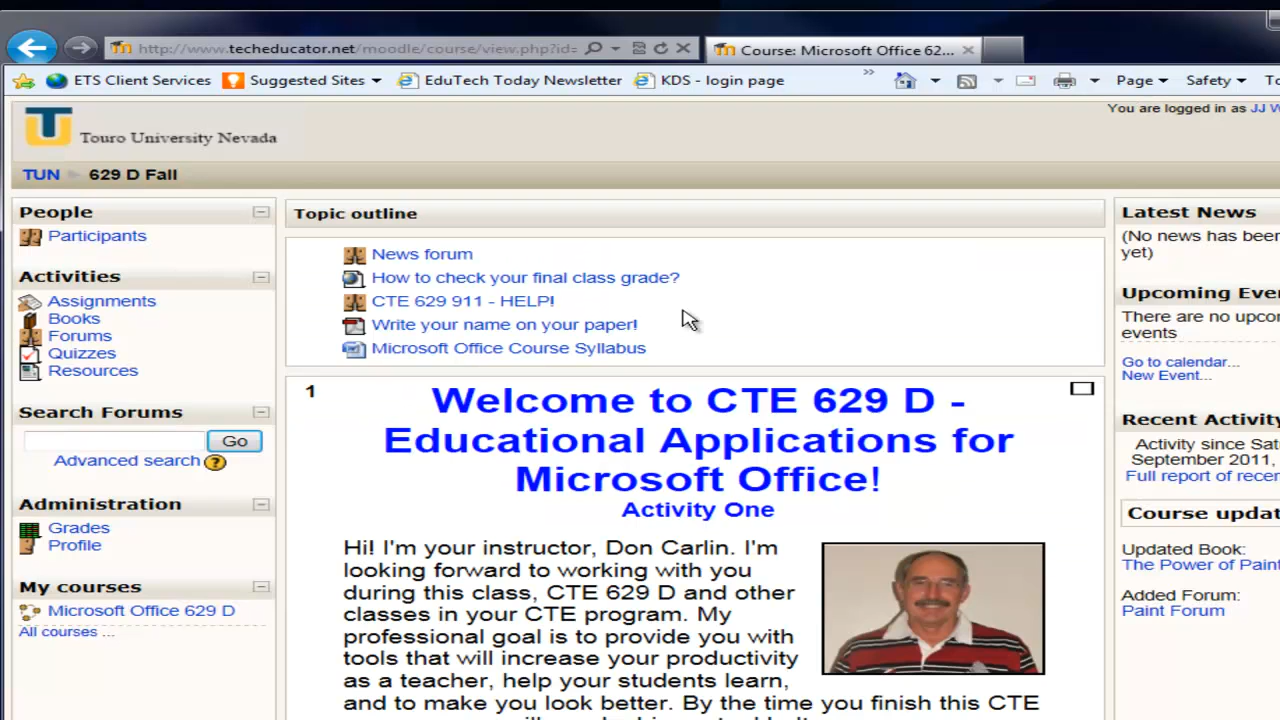 http://www.techeducator.net/moodle/course/view.php?id=
Course: Microsoft Office 62...
ETS Client Services
Suggested Sites
EduTech Today Newsletter
KDS - login page
»
Page
Safety
You are logged in as JJ W
Touro University Nevada
TUN ► 629 D Fall
People
Participants
Activities
Assignments
Books
Forums
Quizzes
Resources
Search Forums
Go
Advanced search ?
Administration
Grades
Profile
My courses
Microsoft Office 629 D
All courses ...
Topic outline
News forum
How to check your final class grade?
CTE 629 911 - HELP!
Write your name on your paper!
Microsoft Office Course Syllabus
1
Welcome to CTE 629 D -
Educational Applications for
Microsoft Office!
Activity One
Hi! I'm your instructor, Don Carlin. I'm
looking forward to working with you
during this class, CTE 629 D and other
classes in your CTE program. My
professional goal is to provide you with
tools that will increase your productivity
as a teacher, help your students learn,
and to make you look better. By the time you finish this CTE
Latest News
(No news has been
yet)
Upcoming Eve
There are no upco
events
Go to calendar...
New Event...
Recent Activity
Activity since Sat
September 2011,
Full report of recen
Course updat
Updated Book:
The Power of Paint
Added Forum:
Paint Forum